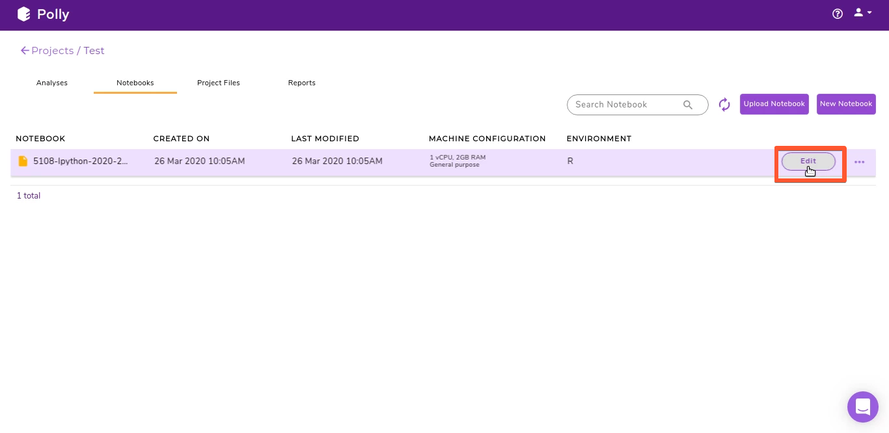 Polly
Projects / Test
Analyses Notebooks Project Files Reports
Search Notebook Upload Notebook New Notebook
NOTEBOOK CREATED ON LAST MODIFIED MACHINE CONFIGURATION ENVIRONMENT
5108-Ipython-2020-2... 26 Mar 2020 10:05AM 26 Mar 2020 10:05AM 1 vCPU, 2GB RAM R Edit
General purpose
1 total